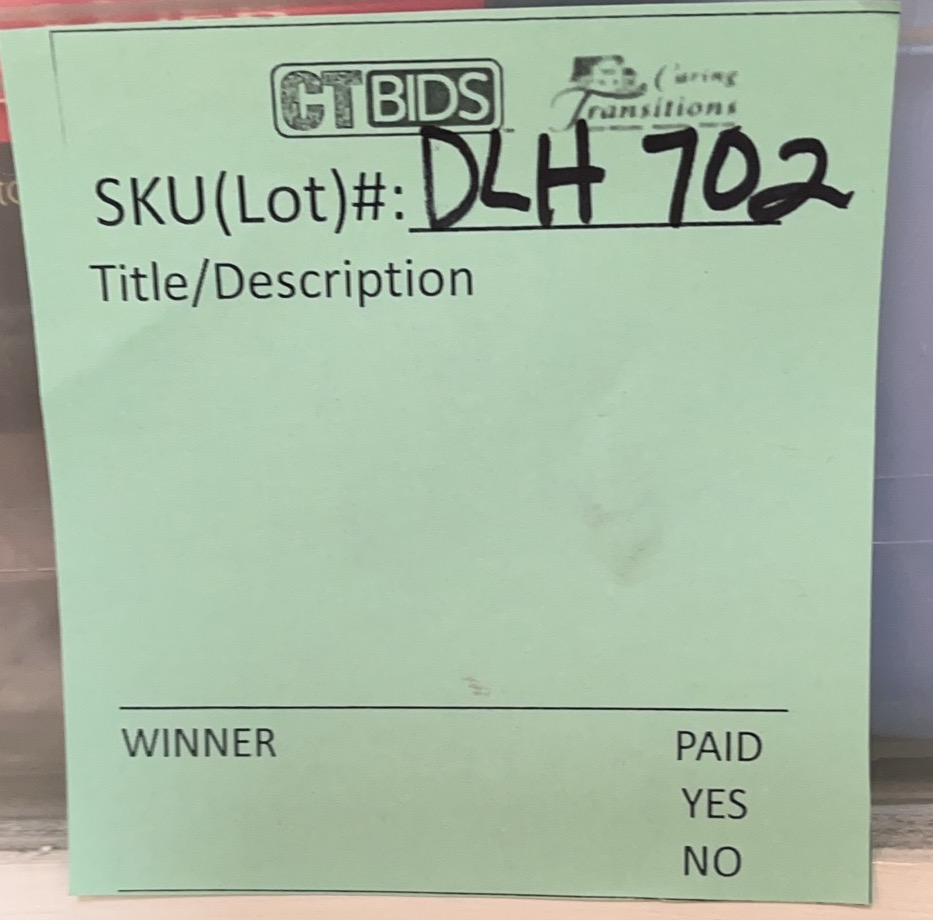 CTBIDS
Caring
Transitions
SKU(Lot)#: DLH 702
Title/Description
WINNER PAID
YES
NO